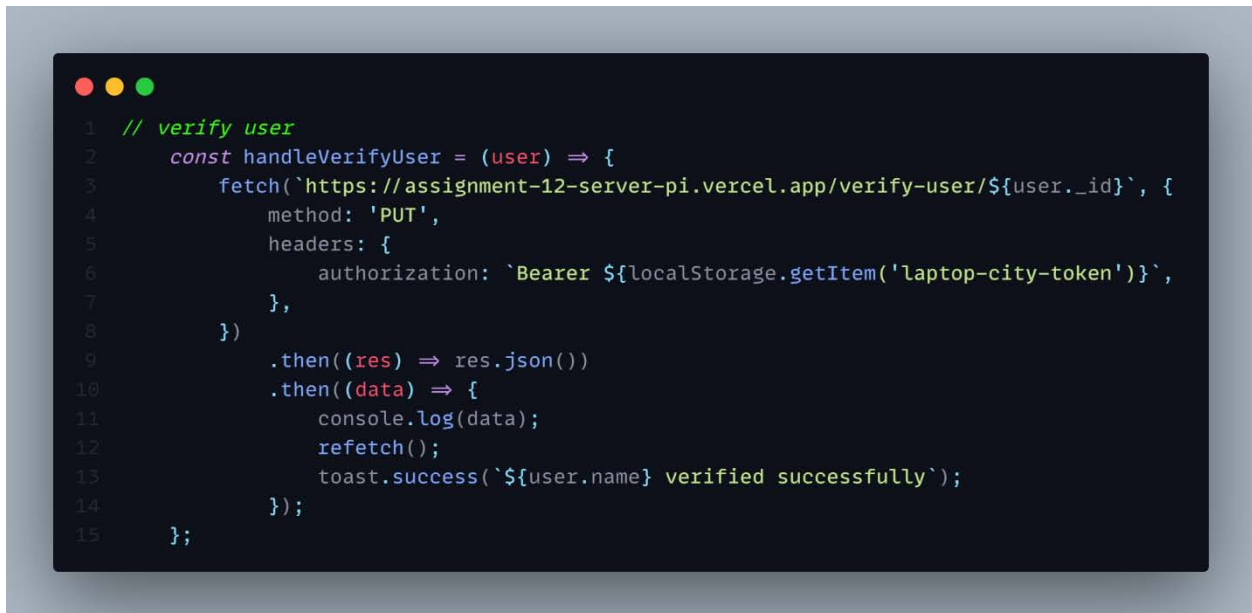 1 // verify user
2     const handleVerifyUser = (user) ⇒ {
3         fetch(`https://assignment-12-server-pi.vercel.app/verify-user/${user._id}`, {
4             method: 'PUT',
5             headers: {
6                 authorization: `Bearer ${localStorage.getItem('laptop-city-token')}`,
7             },
8         })
9             .then((res) ⇒ res.json())
10             .then((data) ⇒ {
11                 console.log(data);
12                 refetch();
13                 toast.success(`${user.name} verified successfully`);
14             });
15     };